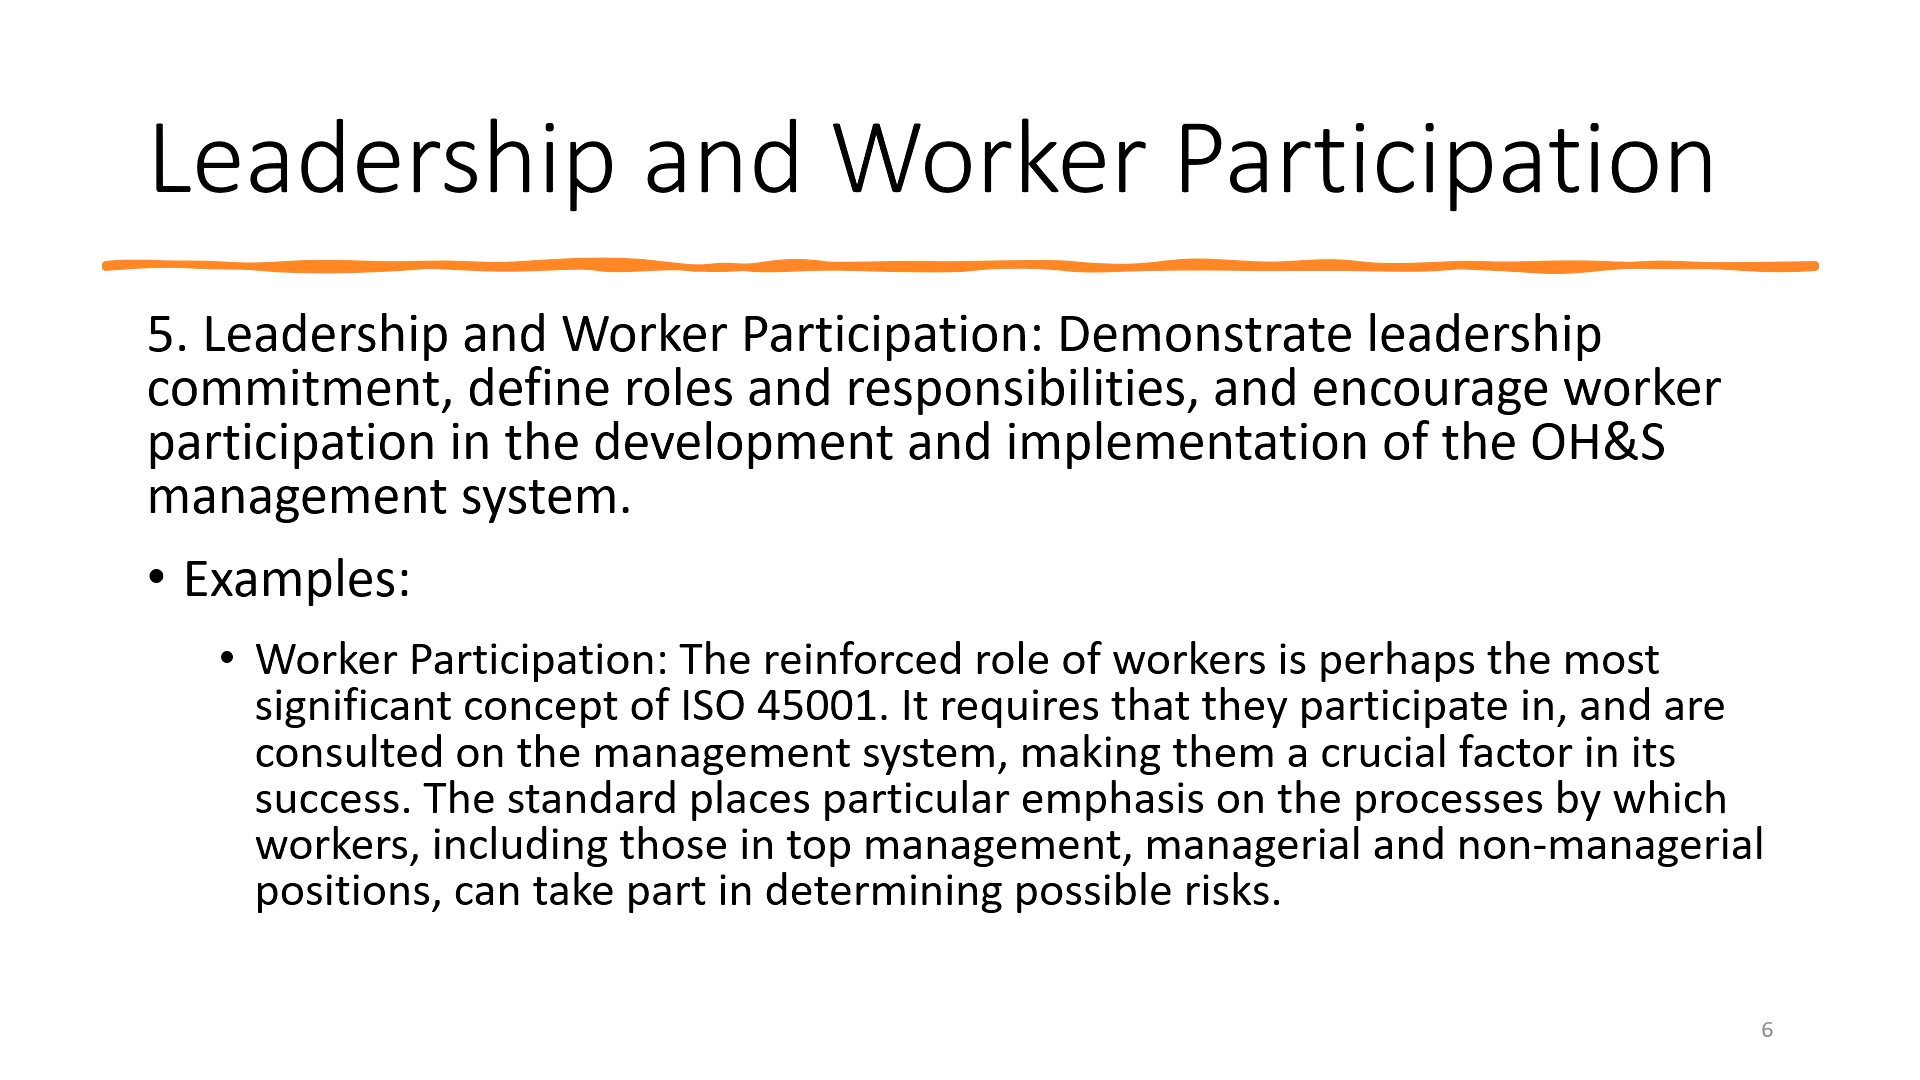 Leadership and Worker Participation
5. Leadership and Worker Participation: Demonstrate leadership
commitment, define roles and responsibilities, and encourage worker
participation in the development and implementation of the OH&S
management system.
• Examples:
• Worker Participation: The reinforced role of workers is perhaps the most
significant concept of ISO 45001. It requires that they participate in, and are
consulted on the management system, making them a crucial factor in its
success. The standard places particular emphasis on the processes by which
workers, including those in top management, managerial and non-managerial
positions, can take part in determining possible risks.
6